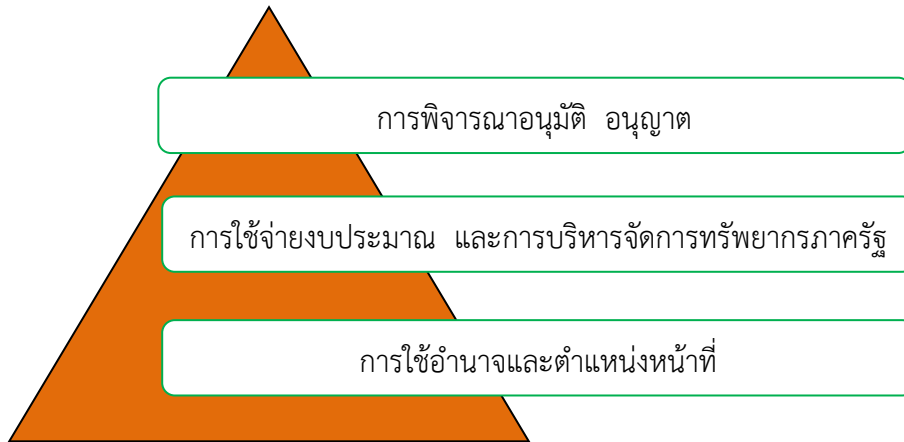 การพิจารณาอนุมัติ อนุญาต
การใช้จ่ายงบประมาณ และการบริหารจัดการทรัพยากรภาครัฐ
การใช้อำนาจและตำแหน่งหน้าที่